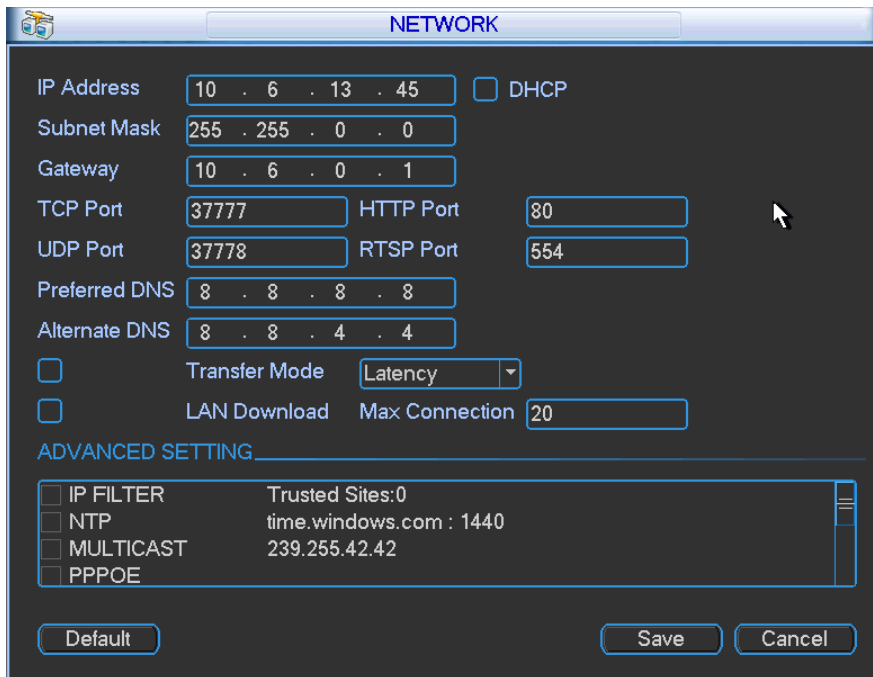 NETWORK
IP Address 10 . 6 . 13 . 45 DHCP
Subnet Mask 255 . 255 . 0 . 0
Gateway 10 . 6 . 0 . 1
TCP Port 37777 HTTP Port 80
UDP Port 37778 RTSP Port 554
Preferred DNS 8 . 8 . 8 . 8
Alternate DNS 8 . 8 . 4 . 4
Transfer Mode Latency
LAN Download Max Connection 20
ADVANCED SETTING
IP FILTER Trusted Sites:0
NTP time.windows.com : 1440
MULTICAST 239.255.42.42
PPPOE
Default Save Cancel